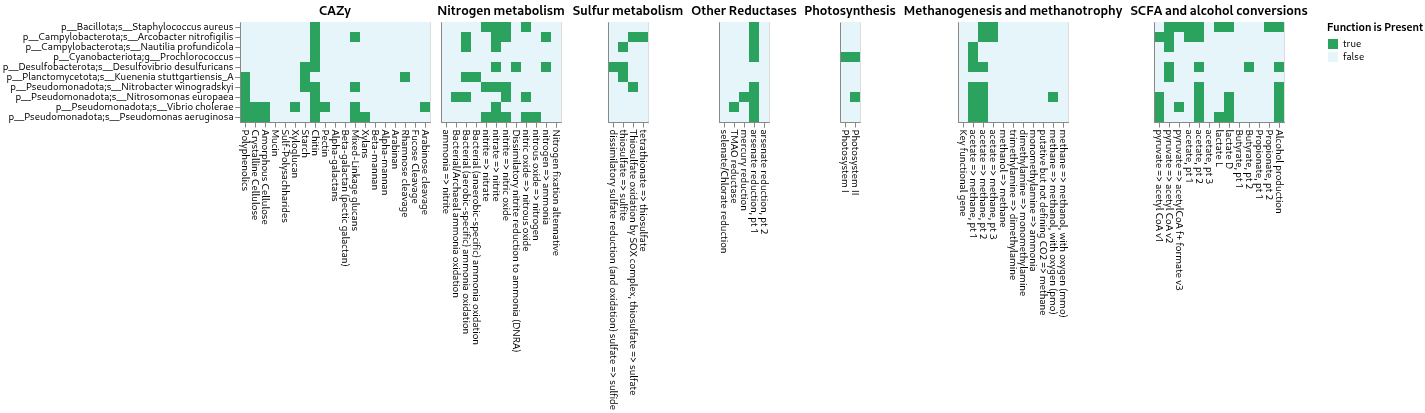 CAZy
Nitrogen metabolism
Sulfur metabolism
Other Reductases
Photosynthesis
Methanogenesis and methanotrophy
SCFA and alcohol conversions
Function is Present
true
false
p__Bacillota;s__Staphylococcus aureus
p__Campylobacterota;s__Arcobacter nitrofigilis
p__Campylobacterota;s__Nautilia profundicola
p__Cyanobacteriota;g__Prochlorococcus
p__Desulfobacterota;s__Desulfovibrio desulfuricans
p__Planctomycetota;s__Kuenenia stuttgartiensis_A
p__Pseudomonadota;s__Nitrobacter winogradskyi
p__Pseudomonadota;s__Nitrosomonas europaea
p__Pseudomonadota;s__Vibrio cholerae
p__Pseudomonadota;s__Pseudomonas aeruginosa
Polyphenolics
Crystalline Cellulose
Amorphous Cellulose
Mucin
Sulf-Polysachharides
Xyloglucan
Starch
Chitin
Pectin
Alpha-galactans
Beta-galactan (pectic galactan)
Mixed-Linkage glucans
Xylans
Beta-mannan
Alpha-mannan
Arabinan
Rhamnose cleavage
Fucose Cleavage
Arabinose cleavage
ammonia => nitrite
Bacterial/Archaeal ammonia oxidation
Bacterial (aerobic-specific) ammonia oxidation
Bacterial (anaerobic-specific) ammonia oxidation
nitrite => nitrate
nitrate => nitrite
nitrite => nitric oxide
Dissimilatory nitrite reduction to ammonia (DNRA)
nitric oxide => nitrous oxide
nitrous oxide => nitrogen
nitrogen => ammonia
Nitrogen fixation altennative
dissimilatory sulfate reduction (and oxidation) sulfate => sulfide
thiosulfate => sulfite
Thiosulfate oxidation by SOX complex, thiosulfate => sulfate
tetrathionate => thiosulfate
selenate/Chlorate reduction
TMAO reductase
mercury reduction
arsenate reduction, pt 1
arsenate reduction, pt 2
Photosystem I
Photosystem II
Key functional gene
acetate => methane, pt 1
acetate => methane, pt 2
acetate => methane, pt 3
methanol => methane
trimethylamine => dimethylamine
dimethylamine => monomethylamine
monomethylamine => ammonia
putative but not defining CO2 => methane
methane => methanol, with oxygen (pmo)
methane => methanol, with oxygen (mmo)
pyruvate => acetyl CoA v1
pyruvate => acetyl CoA v2
pyruvate => acetylCoA f+ formate v3
acetate, pt 1
acetate, pt 2
acetate, pt 3
lactate L
lactate D
Butyrate, pt 1
Butyrate, pt 2
Propionate, pt 1
Propionate, pt 2
Alcohol production